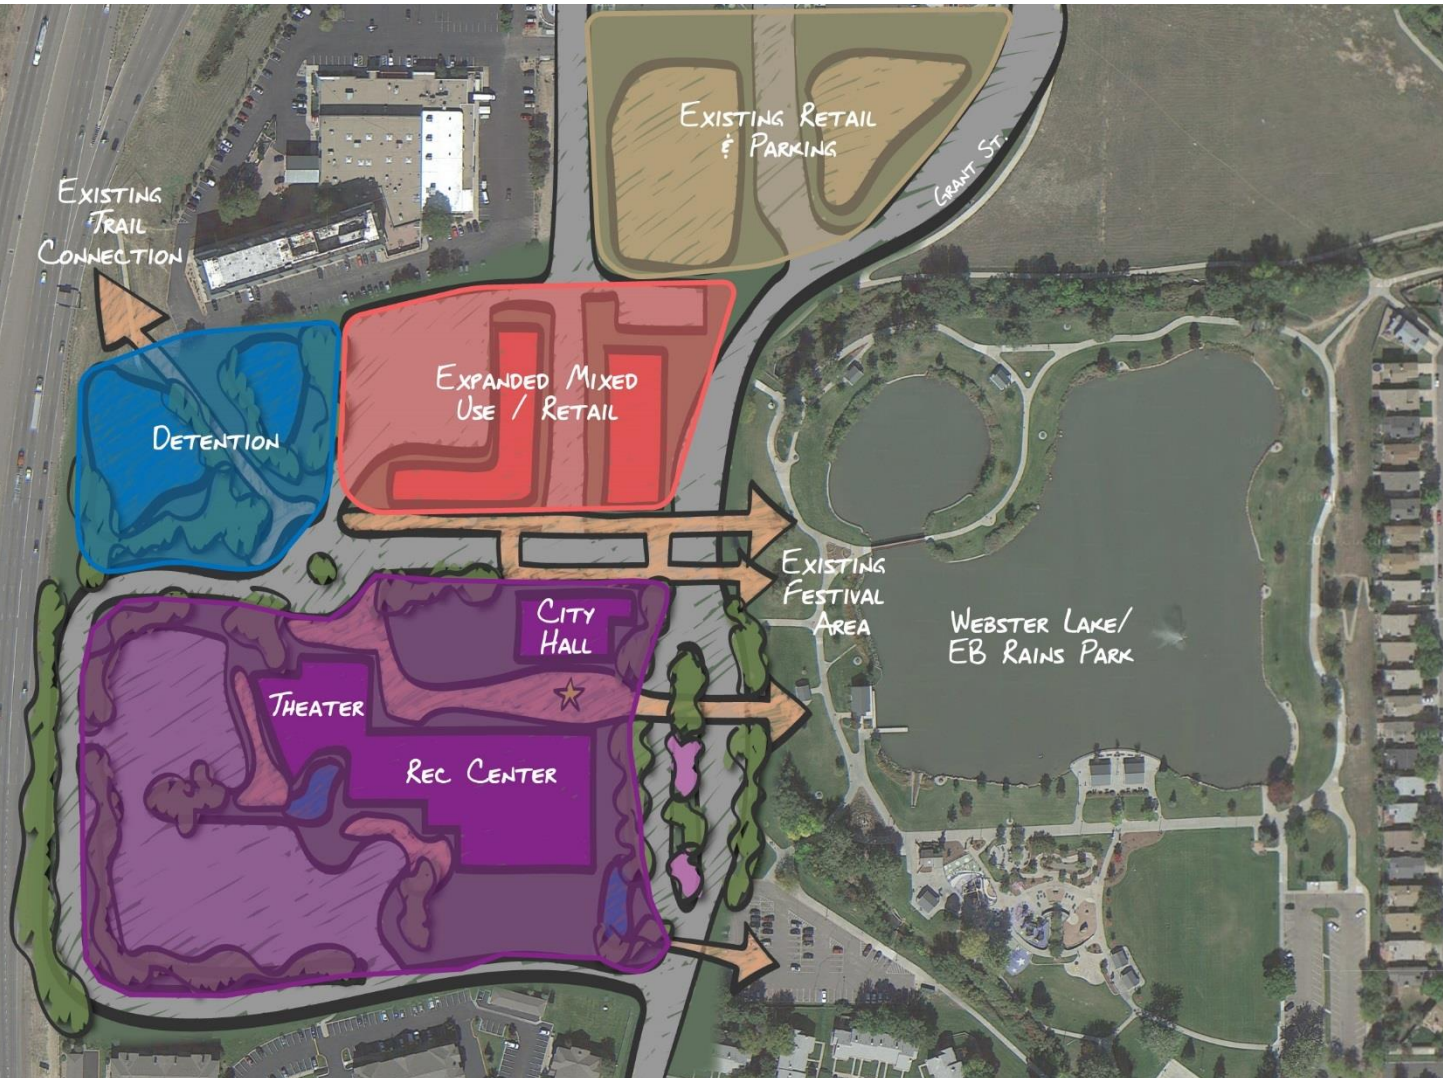 EXISTING RETAIL
& PARKING
GRANT ST.
EXISTING
TRAIL
CONNECTION
EXPANDED MIXED
USE / RETAIL
DETENTION
EXISTING
FESTIVAL
AREA
CITY
HALL
WEBSTER LAKE/
EB RAINS PARK
THEATER
REC CENTER